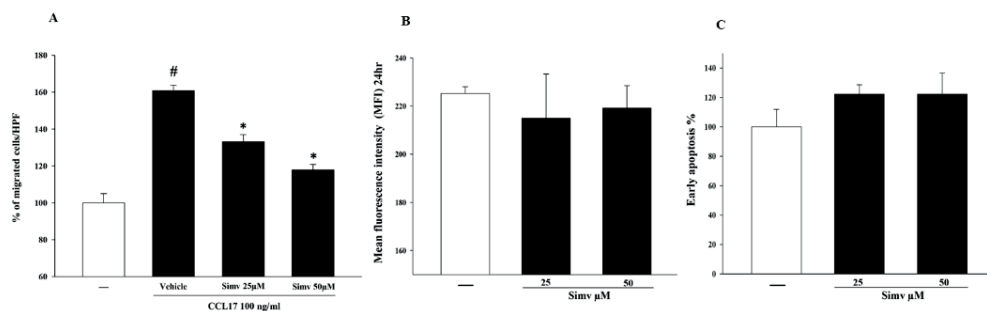 A
% of migrated cells/HPF
180
160
140
120
100
80
60
#
*
*
—
Vehicle
Simv 25µM
Simv 50µM
CCL17 100 ng/ml
B
Mean fluorescence intensity (MFI) 24hr
240
220
200
180
160
—
25
50
Simv µM
C
Early apoptosis %
140
120
100
80
60
40
20
0
—
25
50
Simv µM